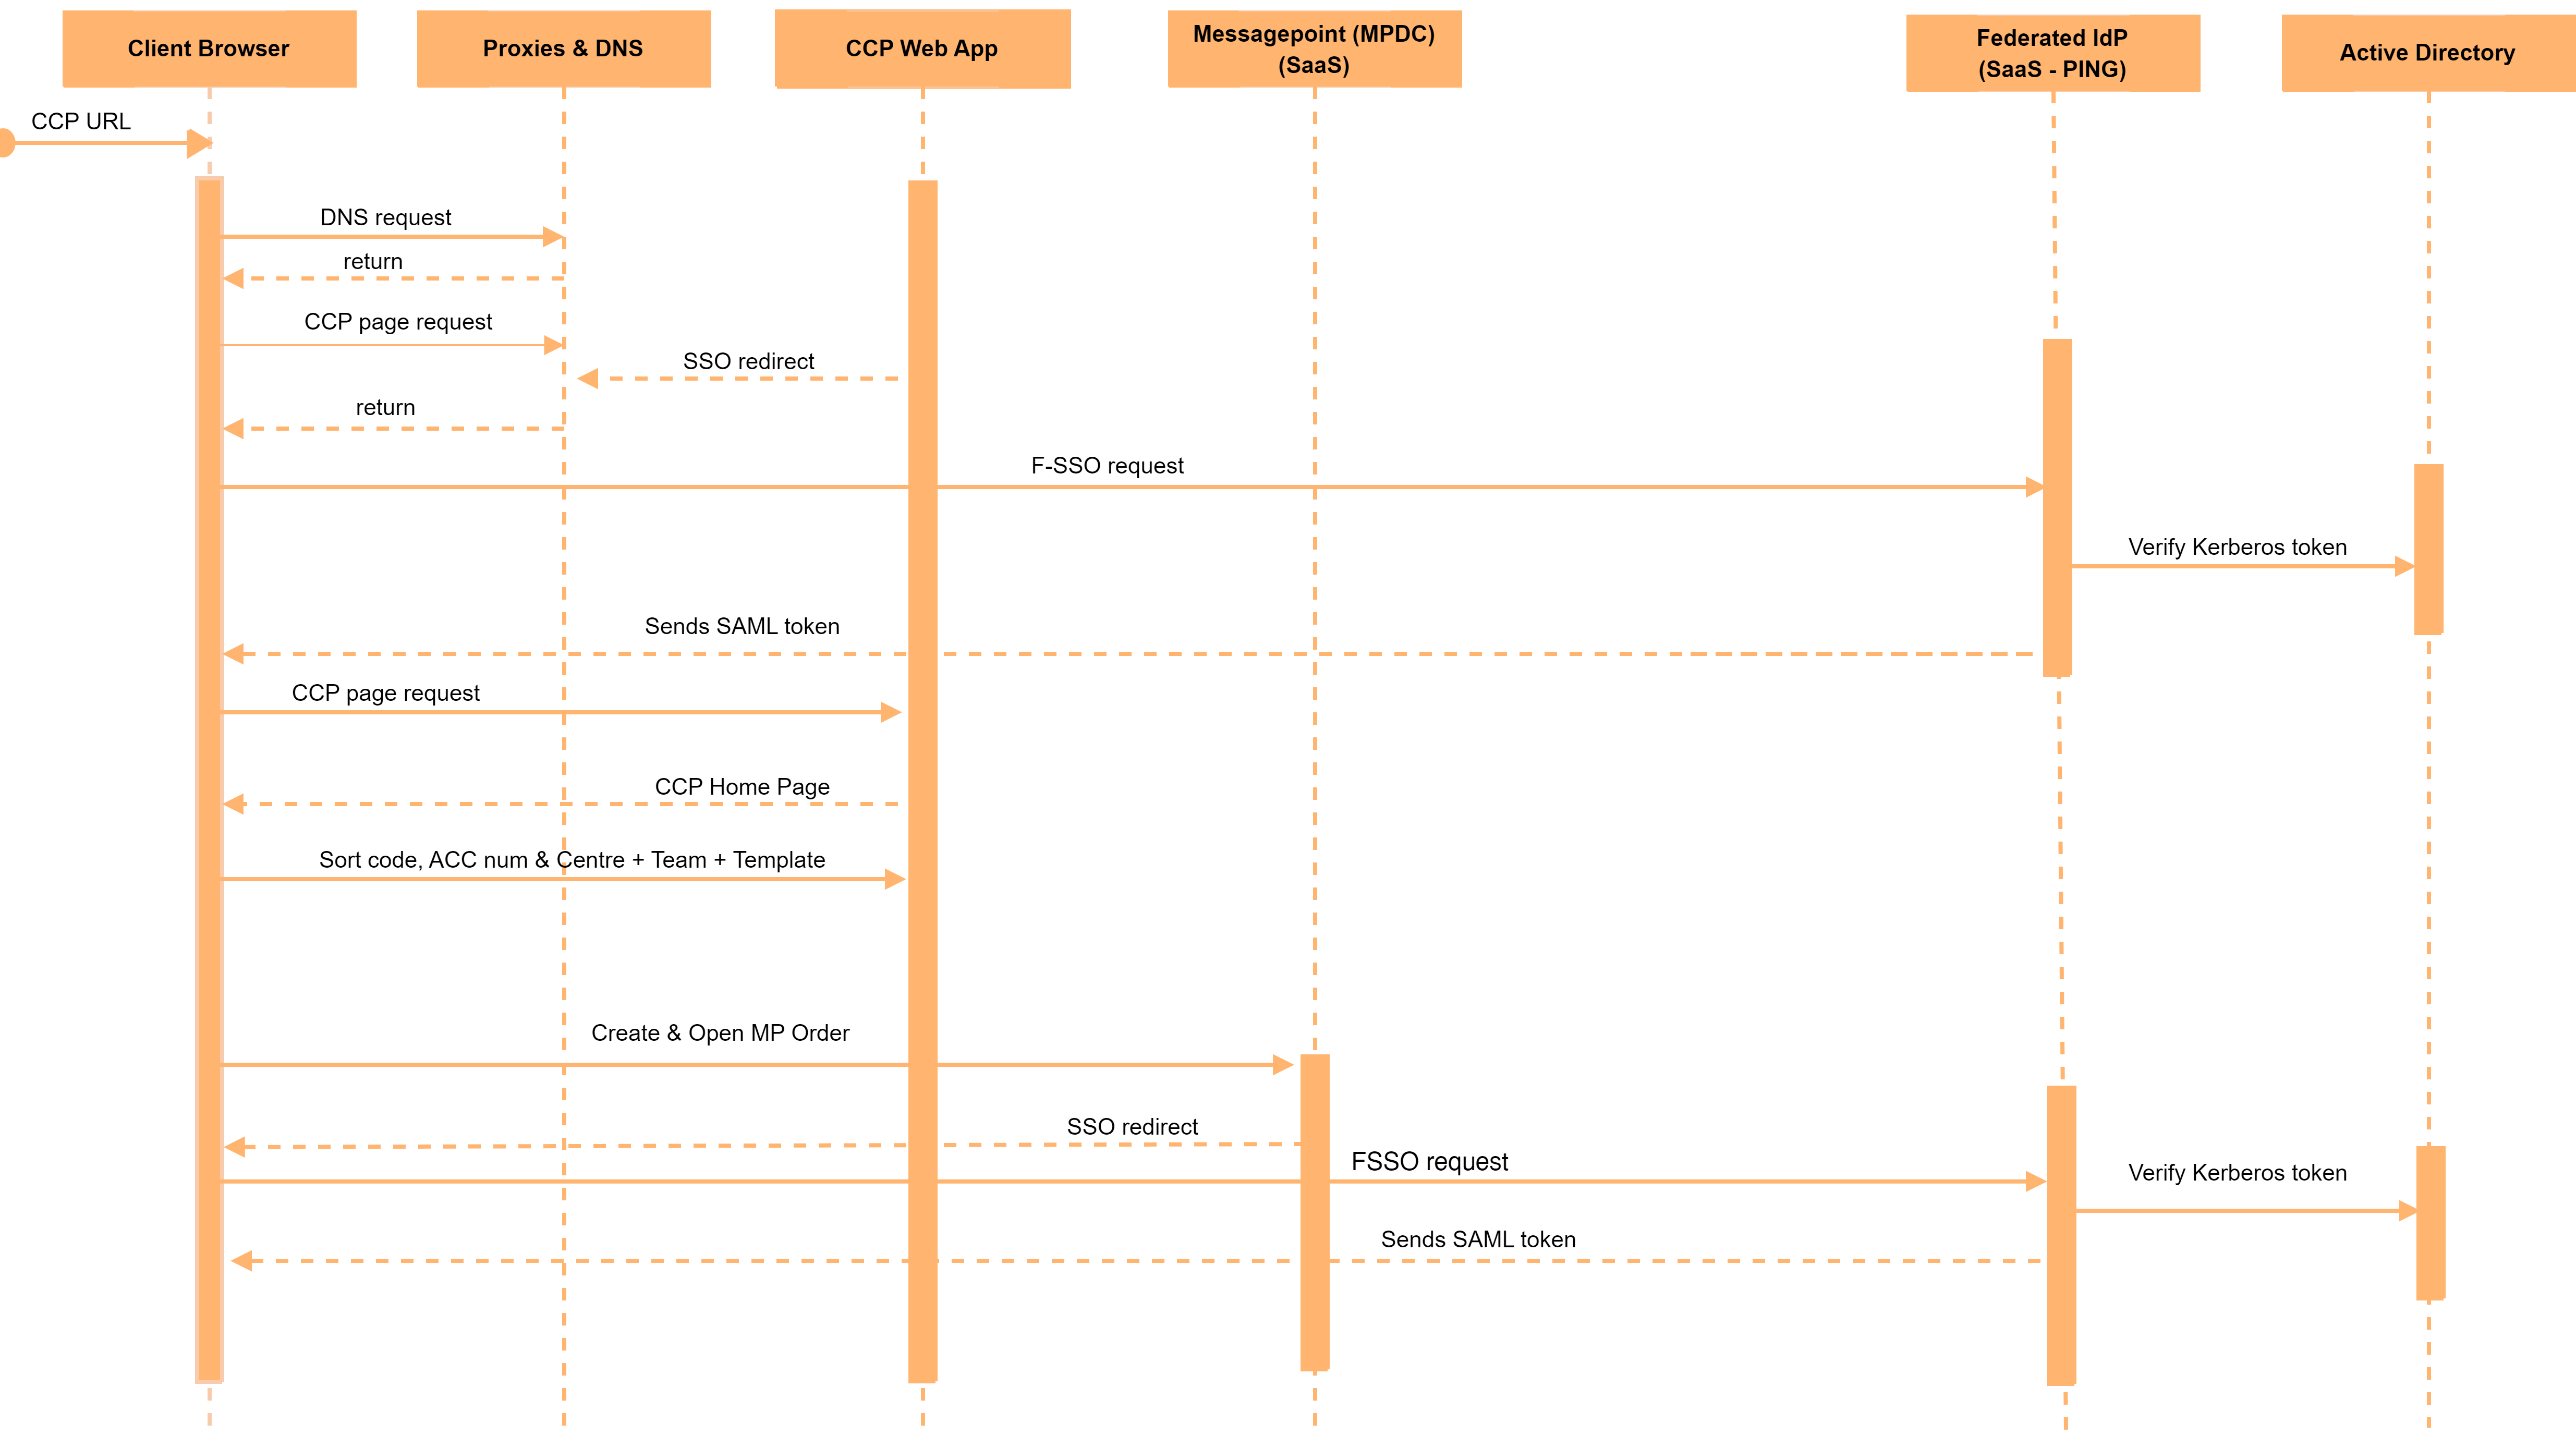 Client Browser
Proxies & DNS
CCP Web App
Messagepoint (MPDC)
(SaaS)
Federated IdP
(SaaS - PING)
Active Directory
CCP URL
DNS request
return
CCP page request
SSO redirect
return
F-SSO request
Verify Kerberos token
Sends SAML token
CCP page request
CCP Home Page
Sort code, ACC num & Centre + Team + Template
Create & Open MP Order
SSO redirect
FSSO request
Verify Kerberos token
Sends SAML token